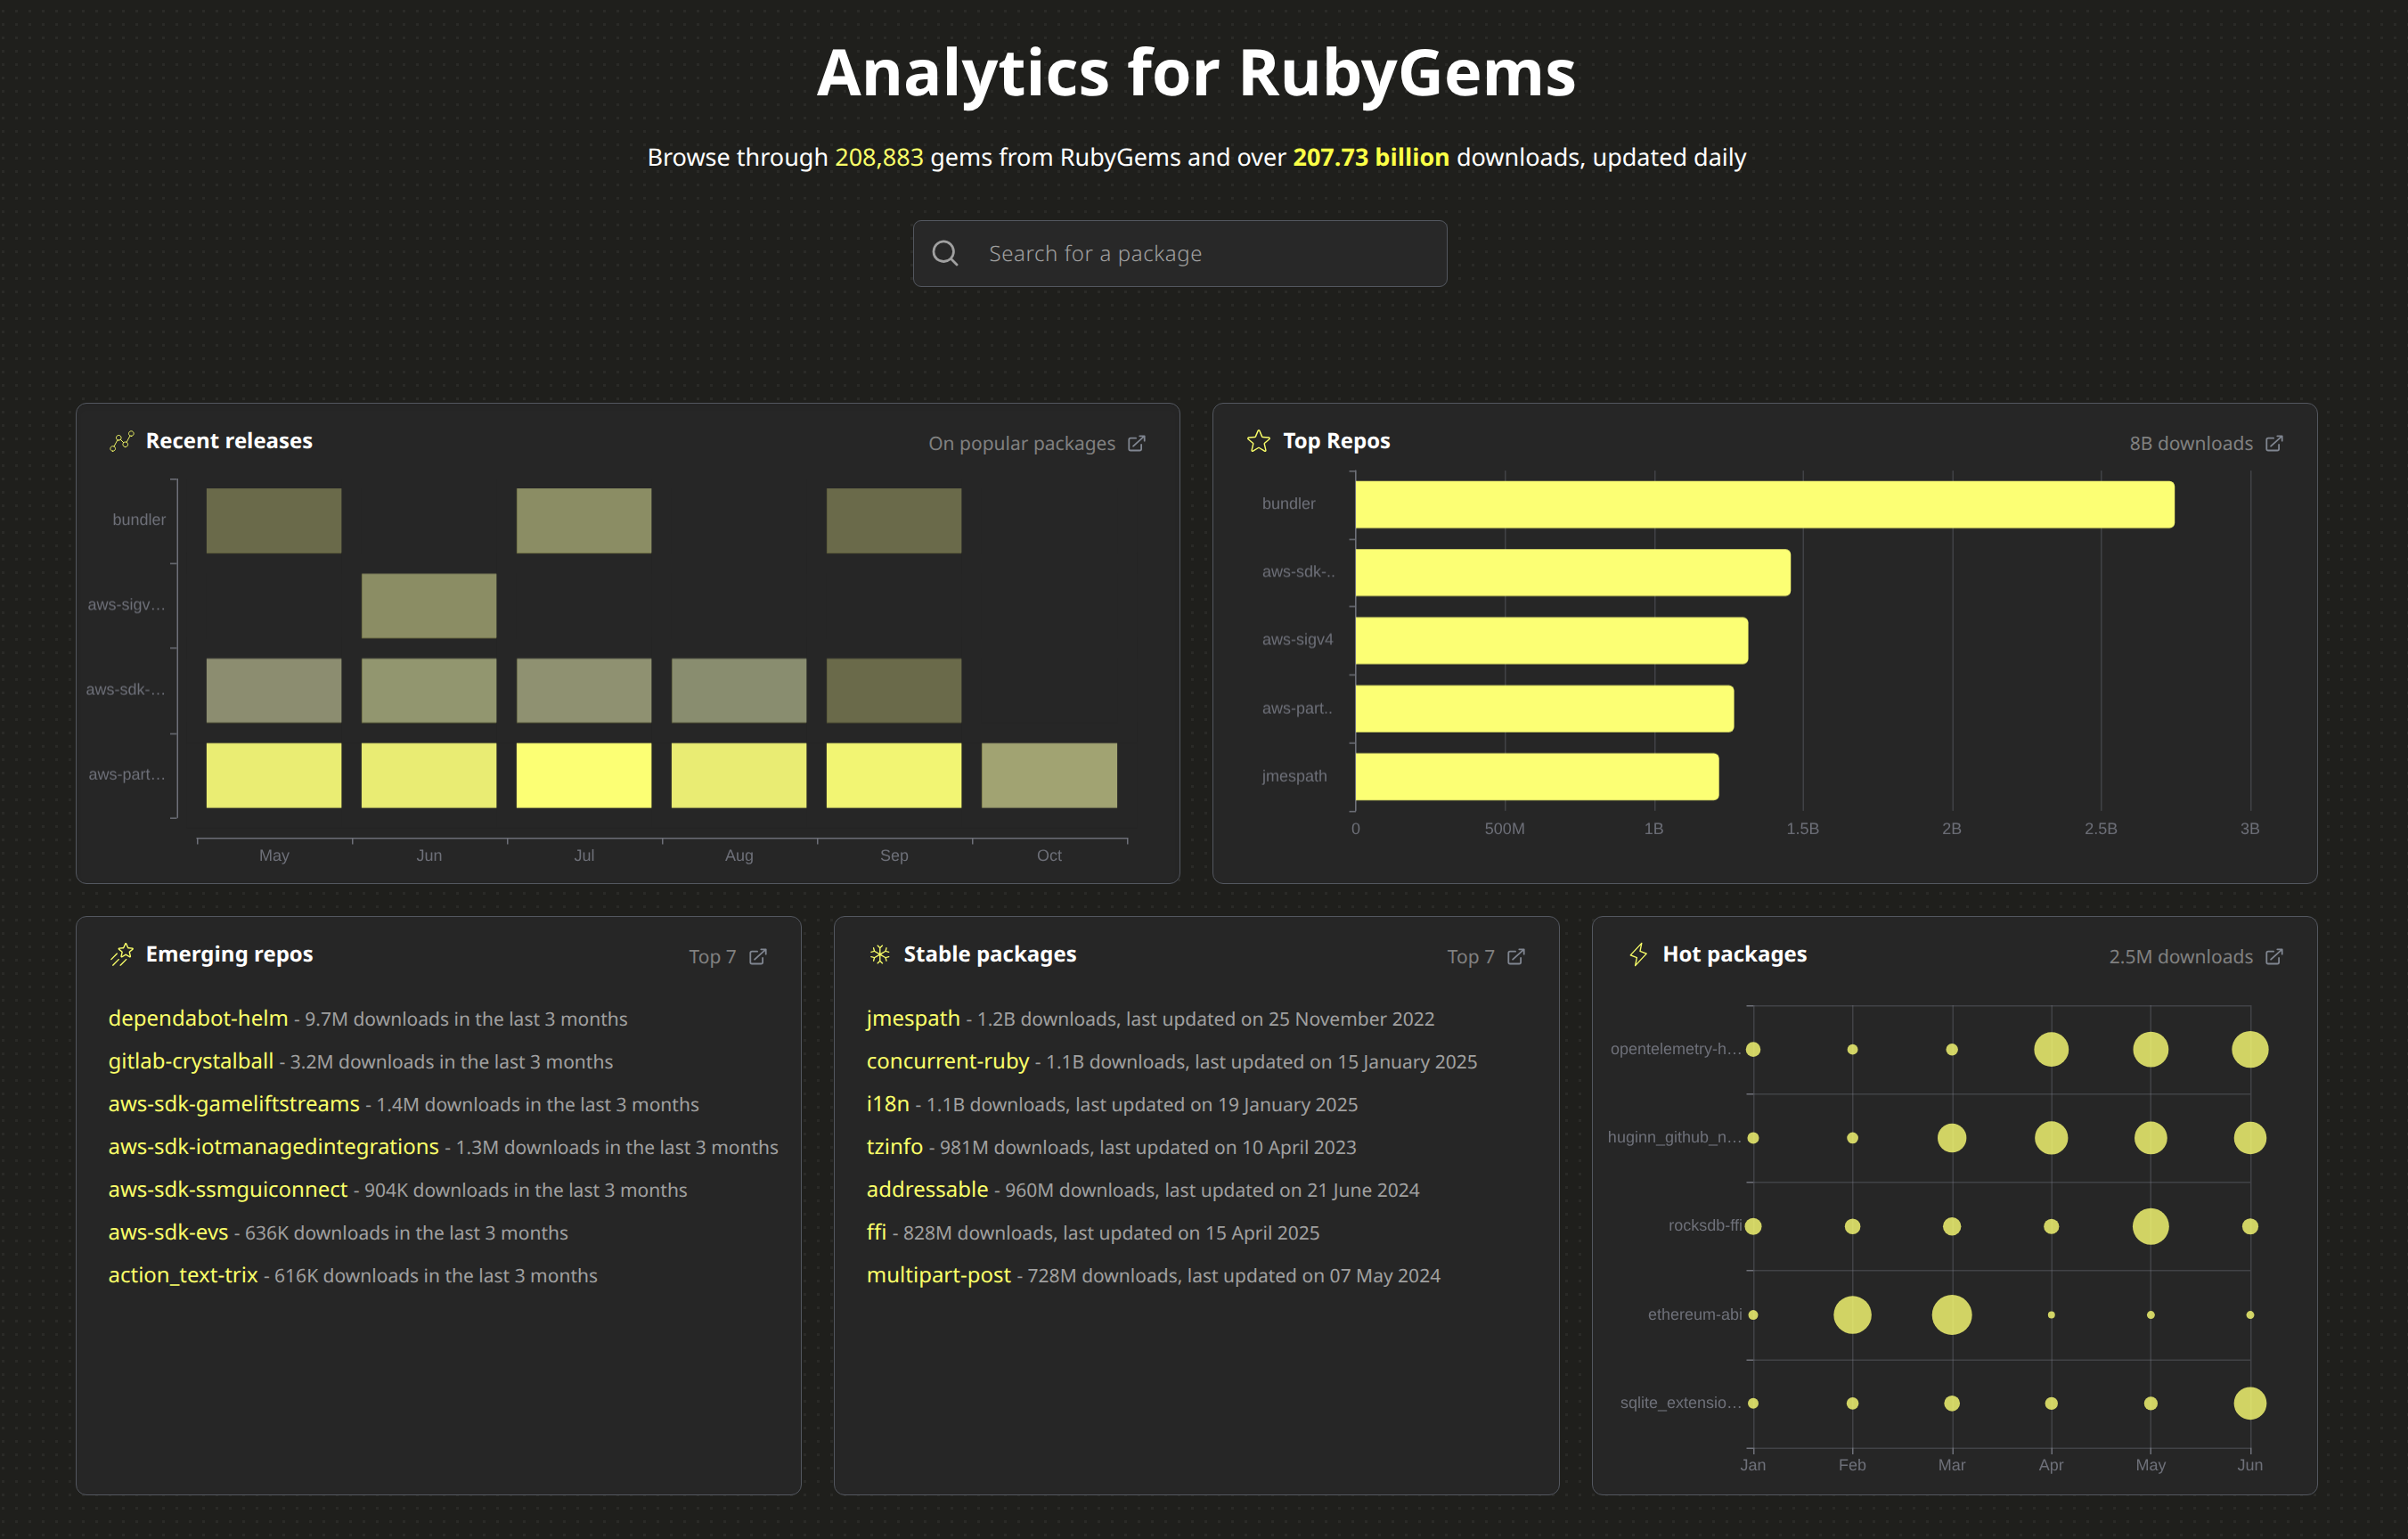 Analytics for RubyGems
Browse through 208,883 gems from RubyGems and over 207.73 billion downloads, updated daily
Search for a package
Recent releases
On popular packages
bundler
aws-sigv…
aws-sdk-…
aws-part…
May Jun Jul Aug Sep Oct
Top Repos
8B downloads
bundler
aws-sdk-..
aws-sigv4
aws-part..
jmespath
0 500M 1B 1.5B 2B 2.5B 3B
Emerging repos
Top 7
dependabot-helm - 9.7M downloads in the last 3 months
gitlab-crystalball - 3.2M downloads in the last 3 months
aws-sdk-gameliftstreams - 1.4M downloads in the last 3 months
aws-sdk-iotmanagedintegrations - 1.3M downloads in the last 3 months
aws-sdk-ssmguiconnect - 904K downloads in the last 3 months
aws-sdk-evs - 636K downloads in the last 3 months
action_text-trix - 616K downloads in the last 3 months
Stable packages
Top 7
jmespath - 1.2B downloads, last updated on 25 November 2022
concurrent-ruby - 1.1B downloads, last updated on 15 January 2025
i18n - 1.1B downloads, last updated on 19 January 2025
tzinfo - 981M downloads, last updated on 10 April 2023
addressable - 960M downloads, last updated on 21 June 2024
ffi - 828M downloads, last updated on 15 April 2025
multipart-post - 728M downloads, last updated on 07 May 2024
Hot packages
2.5M downloads
opentelemetry-h…
huginn_github_n…
rocksdb-ffi
ethereum-abi
sqlite_extensio…
Jan Feb Mar Apr May Jun